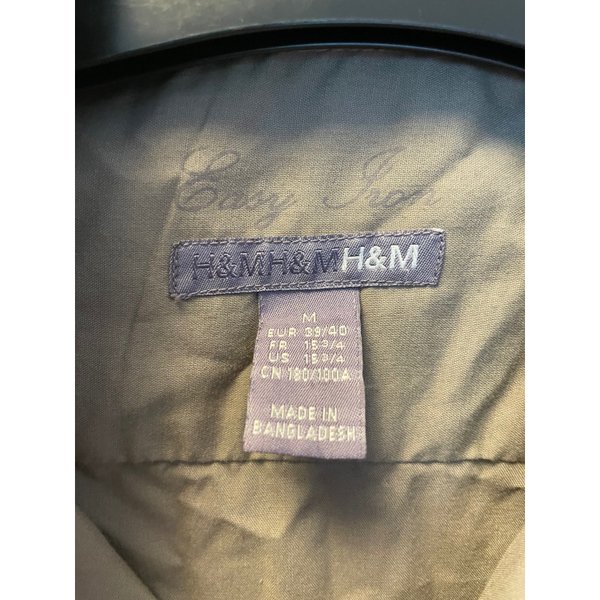 Easy Iron
H&MH&MH&M
M
EUR 39/40
FR 15 3/4
US 15 3/4
CN 180/100A
MADE IN
BANGLADESH